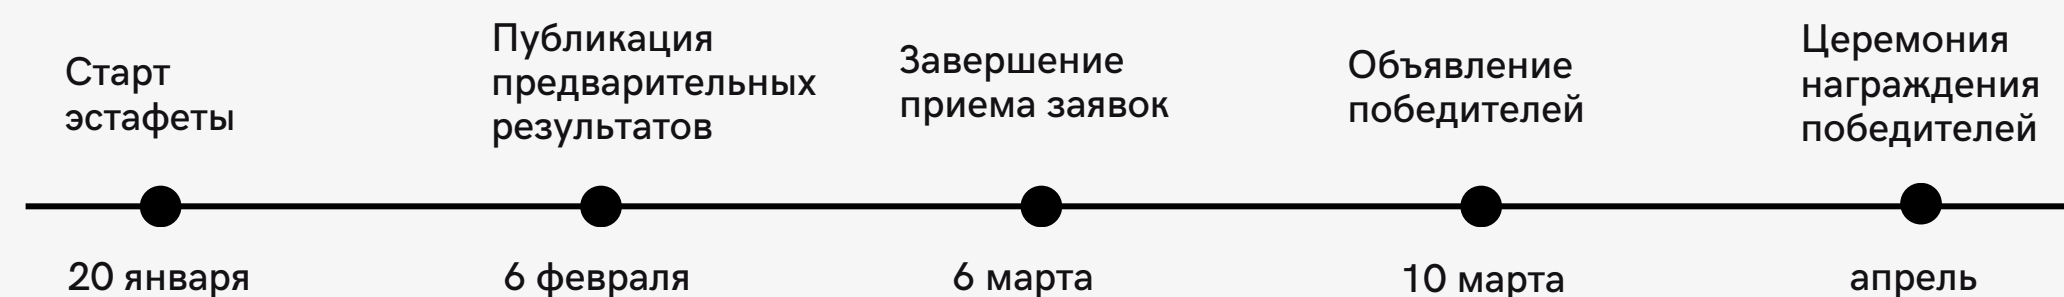 Старт
эстафеты
Публикация
предварительных
результатов
Завершение
приема заявок
Объявление
победителей
Церемония
награждения
победителей
20 января
6 февраля
6 марта
10 марта
апрель